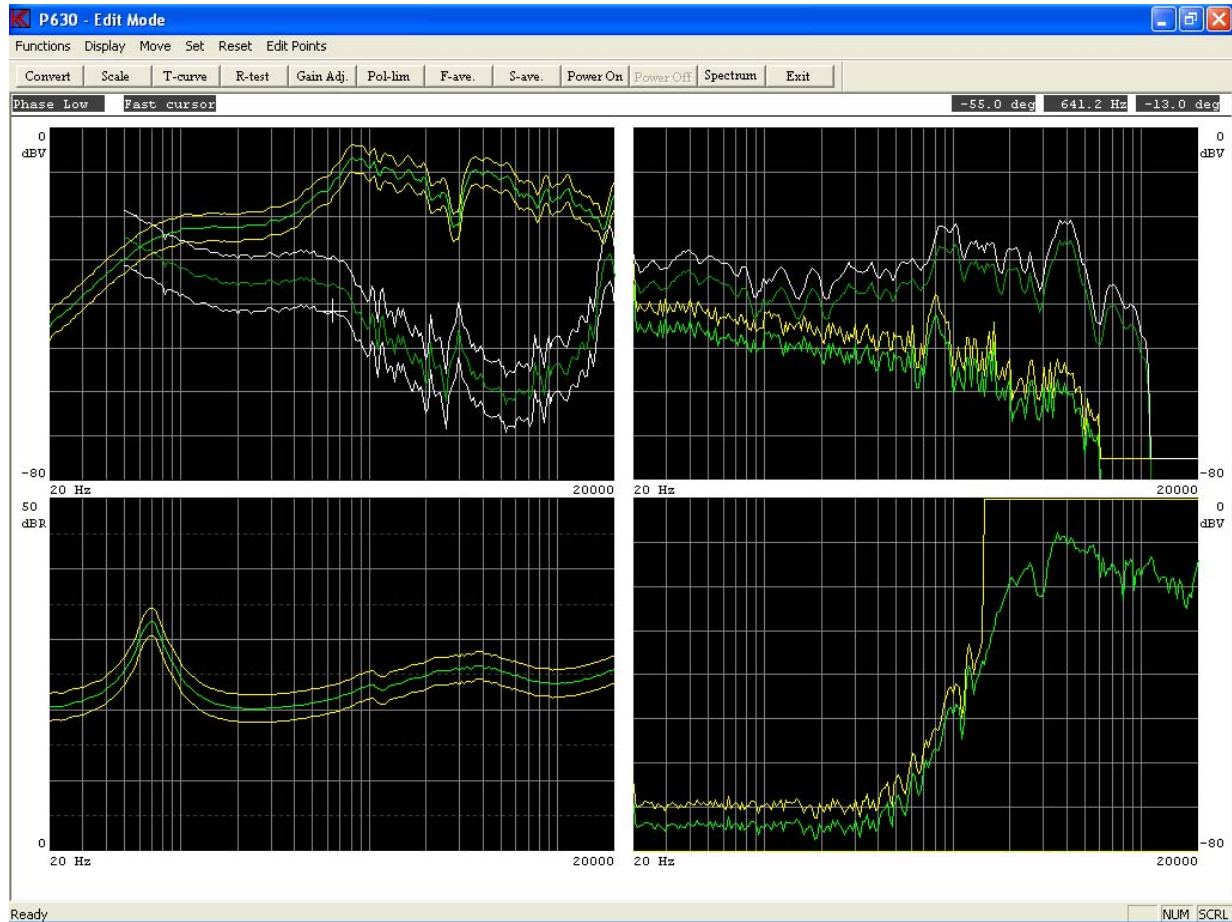 P630 - Edit Mode
Functions Display Move Set Reset Edit Points
Convert Scale T-curve R-test Gain Adj. Pol-lim F-ave. S-ave. Power On Power Off Spectrum Exit
Phase Low Fast cursor -55.0 deg 641.2 Hz -13.0 deg
0 0
dBV dBV
-80 -80
20 Hz 20000 20 Hz 20000
50 0
dBR dBV
0 -80
20 Hz 20000 20 Hz 20000
Ready NUM SCRL